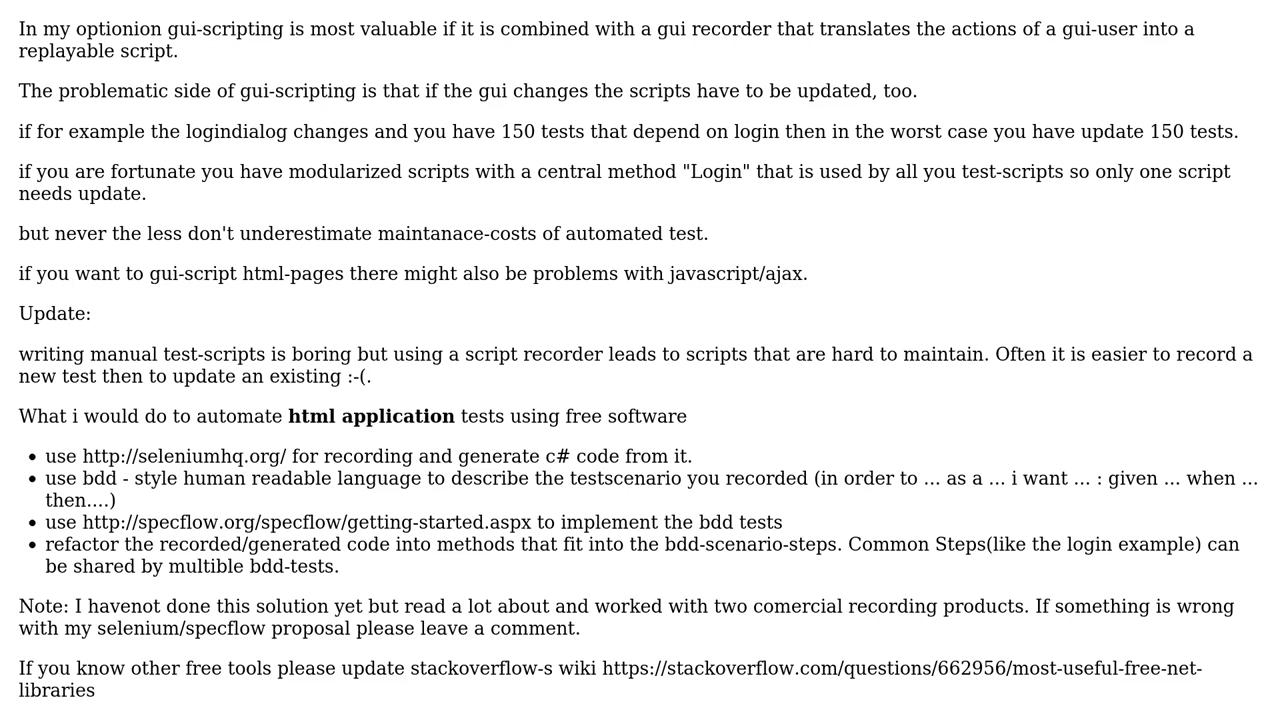 In my optionion gui-scripting is most valuable if it is combined with a gui recorder that translates the actions of a gui-user into a
replayable script.
The problematic side of gui-scripting is that if the gui changes the scripts have to be updated, too.
if for example the logindialog changes and you have 150 tests that depend on login then in the worst case you have update 150 tests.
if you are fortunate you have modularized scripts with a central method "Login" that is used by all you test-scripts so only one script
needs update.
but never the less don't underestimate maintanace-costs of automated test.
if you want to gui-script html-pages there might also be problems with javascript/ajax.
Update:
writing manual test-scripts is boring but using a script recorder leads to scripts that are hard to maintain. Often it is easier to record a
new test then to update an existing :-(.
What i would do to automate html application tests using free software
• use http://seleniumhq.org/ for recording and generate c# code from it.
• use bdd - style human readable language to describe the testscenario you recorded (in order to ... as a ... i want ... : given ... when ...
then....)
• use http://specflow.org/specflow/getting-started.aspx to implement the bdd tests
• refactor the recorded/generated code into methods that fit into the bdd-scenario-steps. Common Steps(like the login example) can
be shared by multible bdd-tests.
Note: I havenot done this solution yet but read a lot about and worked with two comercial recording products. If something is wrong
with my selenium/specflow proposal please leave a comment.
If you know other free tools please update stackoverflow-s wiki https://stackoverflow.com/questions/662956/most-useful-free-net-
libraries